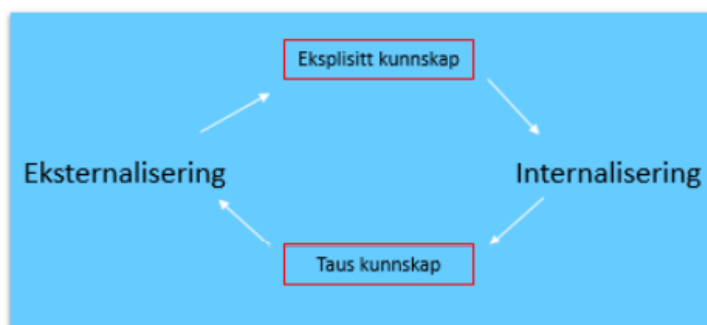 Eksplisitt kunnskap
Eksternalisering
Internalisering
Taus kunnskap